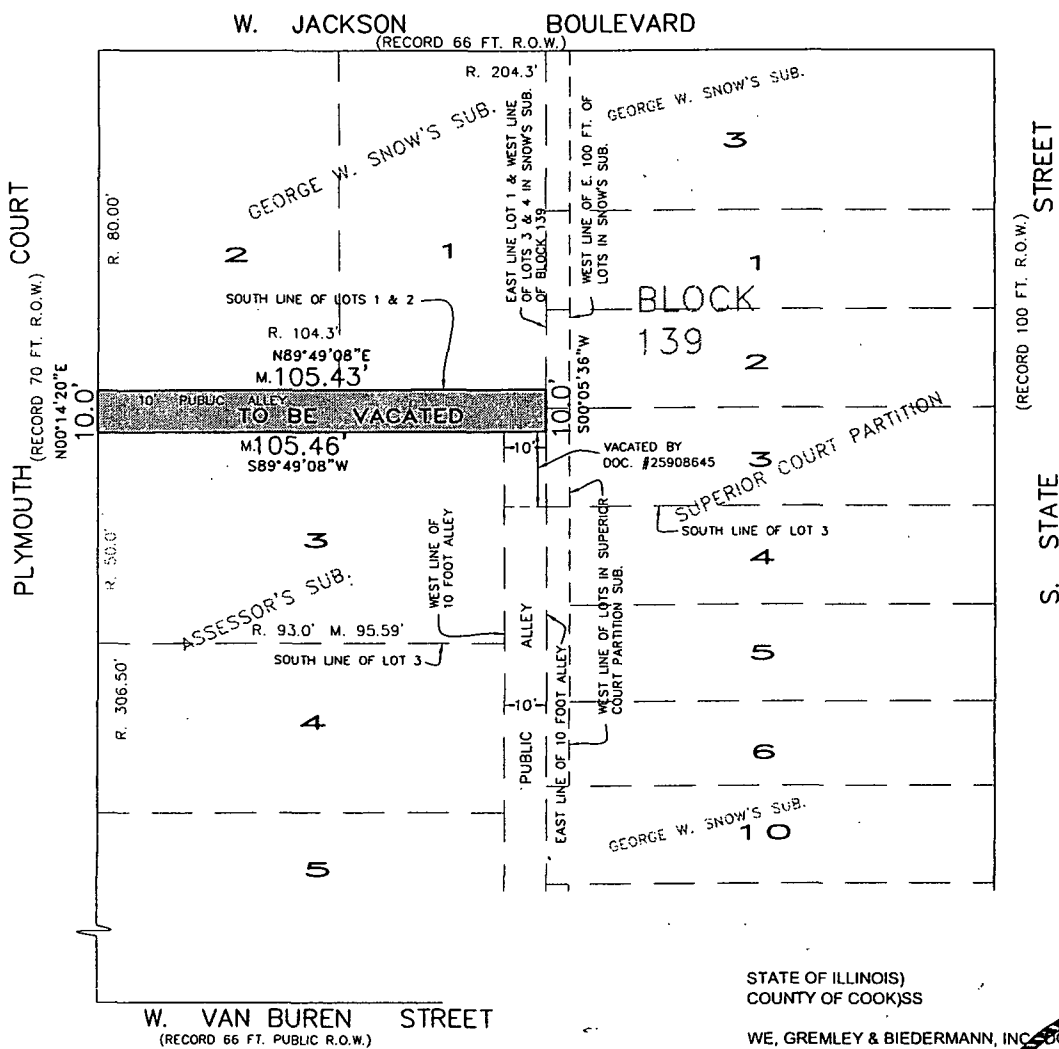 W. JACKSON BOULEVARD
(RECORD 66 FT. R.O.W.)
R. 204.3'
GEORGE W. SNOW'S SUB.
GEORGE W. SNOW'S SUB.
3
EAST LINE LOT 1 & WEST LINE
OF LOTS 3 & 4 IN SNOW'S SUB.
OF BLOCK 139
WEST LINE OF E. 100 FT. OF
LOTS IN SNOW'S SUB.
PLYMOUTH COURT
(RECORD 70 FT. R.O.W.)
R. 80.00'
2
1
1
BLOCK
139
S. STATE STREET
(RECORD 100 FT. R.O.W.)
SOUTH LINE OF LOTS 1 & 2
R. 104.3'
N89°49'08"E
M. 105.43'
2
N00°14'20"E
10.0'
10' PUBLIC ALLEY
TO BE VACATED
10.0'
S00°05'36"W
M. 105.46'
S89°49'08"W
10'
VACATED BY
DOC. #25908645
3
SUPERIOR COURT PARTITION
SOUTH LINE OF LOT 3
R. 50.0'
3
ASSESSOR'S SUB.
WEST LINE OF
10 FOOT ALLEY
R. 93.0' M. 95.59'
SOUTH LINE OF LOT 3
4
PUBLIC ALLEY
10'
EAST LINE OF 10 FOOT ALLEY
WEST LINE OF LOTS IN SUPERIOR
COURT PARTITION SUB.
5
R. 306.50'
4
6
GEORGE W. SNOW'S SUB.
10
5
W. VAN BUREN STREET
(RECORD 66 FT. PUBLIC R.O.W.)
STATE OF ILLINOIS)
COUNTY OF COOK)SS
WE, GREMLEY & BIEDERMANN, INC.